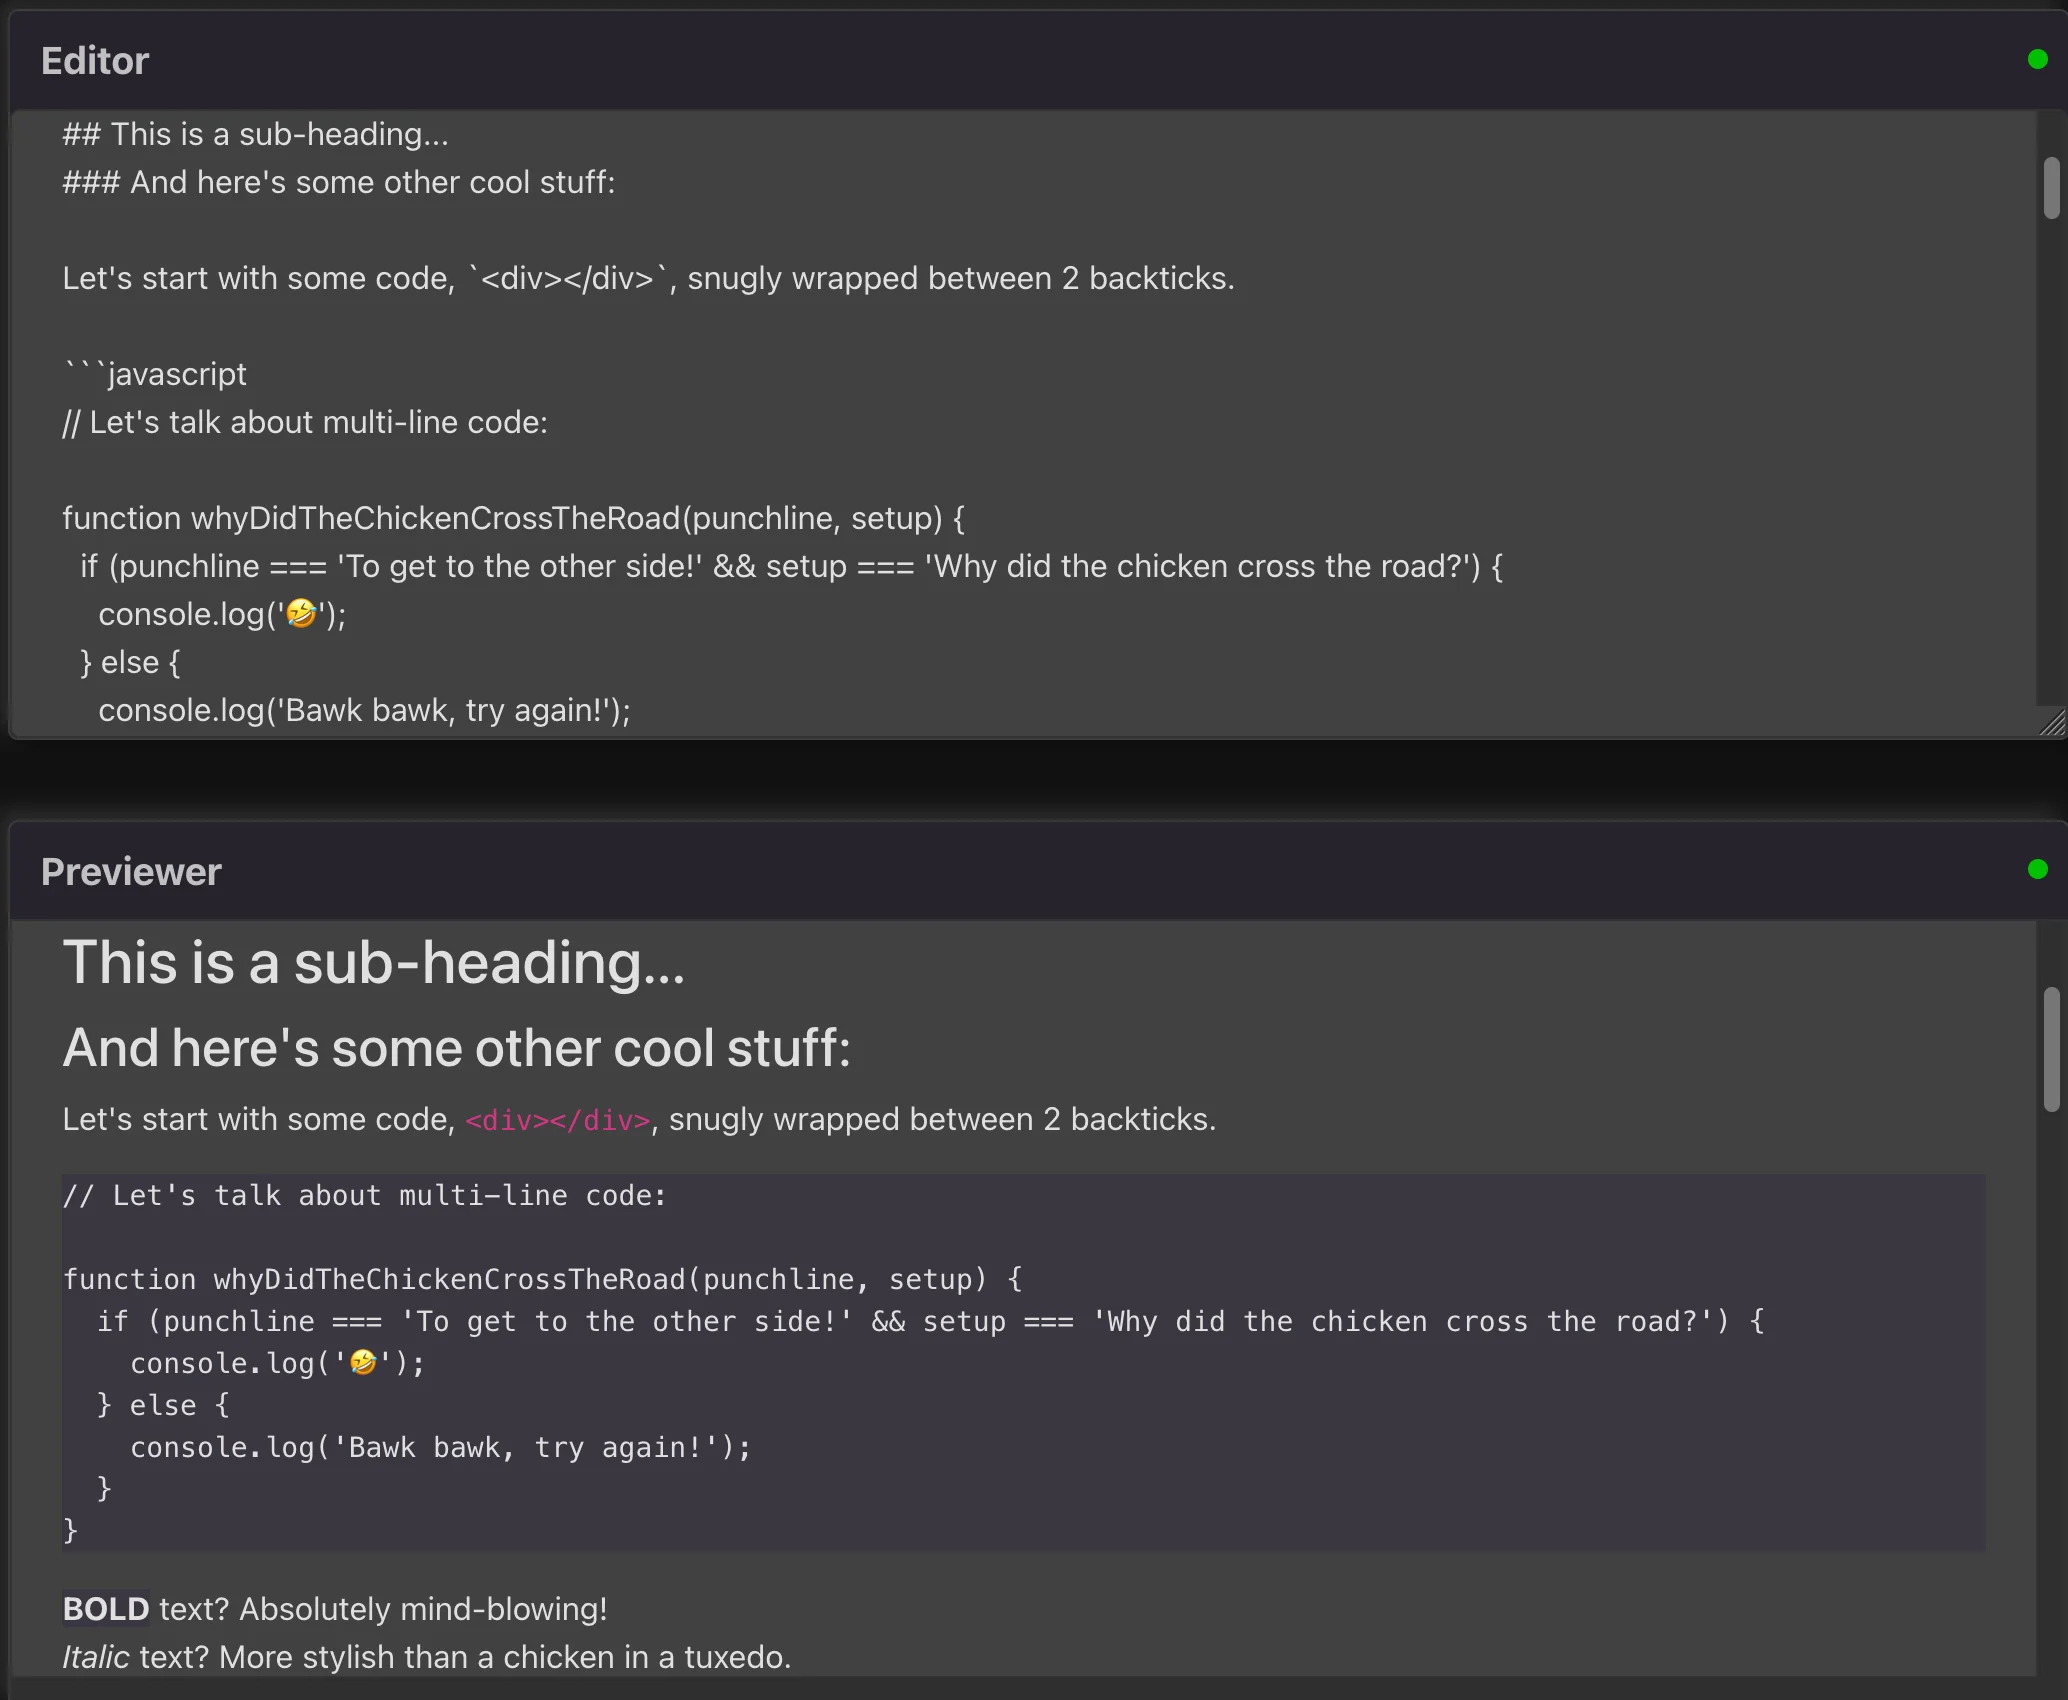 Editor
## This is a sub-heading...
### And here's some other cool stuff:
Let's start with some code, `<div></div>`, snugly wrapped between 2 backticks.
```javascript
// Let's talk about multi-line code:
function whyDidTheChickenCrossTheRoad(punchline, setup) {
  if (punchline === 'To get to the other side!' && setup === 'Why did the chicken cross the road?') {
    console.log('🤣');
  } else {
    console.log('Bawk bawk, try again!');
Previewer
This is a sub-heading...
And here's some other cool stuff:
Let's start with some code, <div></div>, snugly wrapped between 2 backticks.
// Let's talk about multi-line code:
function whyDidTheChickenCrossTheRoad(punchline, setup) {
  if (punchline === 'To get to the other side!' && setup === 'Why did the chicken cross the road?') {
    console.log('🤣');
  } else {
    console.log('Bawk bawk, try again!');
  }
}
BOLD text? Absolutely mind-blowing!
Italic text? More stylish than a chicken in a tuxedo.